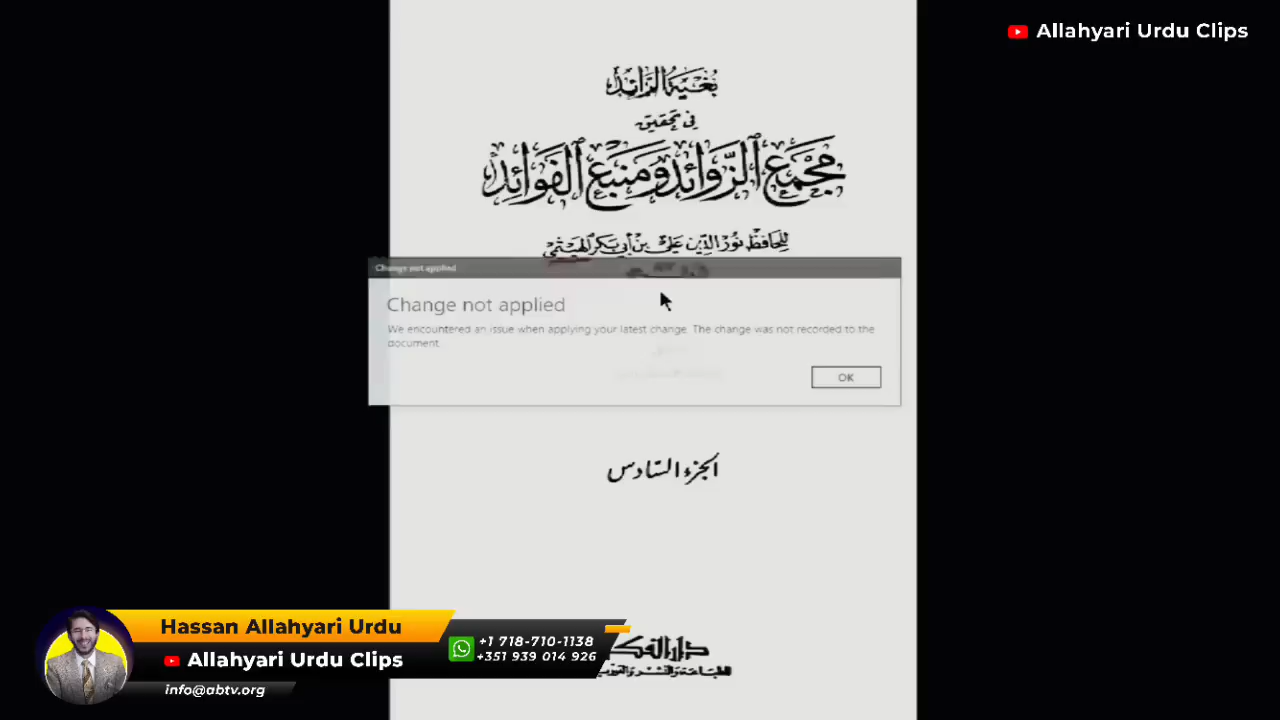 Allahyari Urdu Clips
بغية الرائد
في تحقيق
مجمع الزوائد ومنبع الفوائد
للحافظ نور الدين علي بن أبي بكر الهيثمي
Change not applied
Change not applied
We encountered an issue when applying your latest change. The change was not recorded to the
document.
OK
الجزء السادس
دار الفكر
للطباعة والنشر والتوزيع
Hassan Allahyari Urdu
Allahyari Urdu Clips
info@abtv.org
+1 718-710-1138
+351 939 014 926